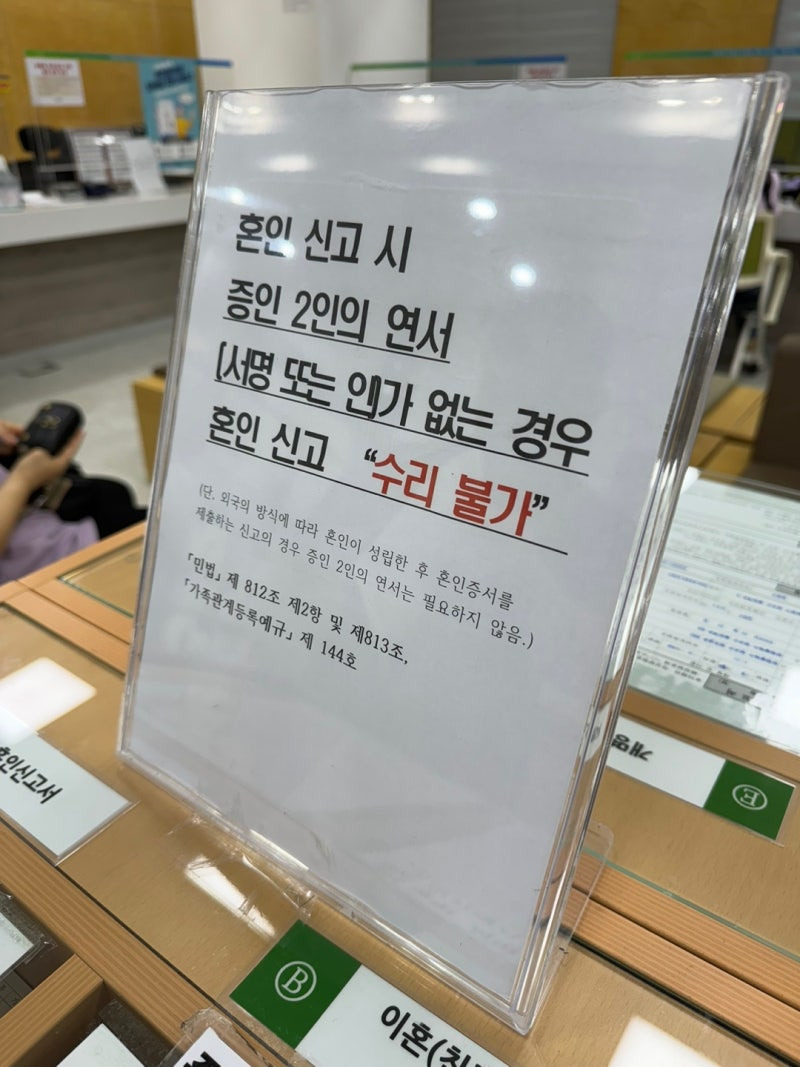 혼인 신고 시
증인 2인의 연서
(서명 또는 인)가 없는 경우
혼인 신고 “수리 불가”
(단, 외국의 방식에 따라 혼인이 성립한 후 혼인증서를
제출하는 신고의 경우 증인 2인의 연서는 필요하지 않음.)
「민법」 제 812조 제2항 및 제813조,
「가족관계등록예규」 제 144호
혼인신고서
개명
E
B
이혼(